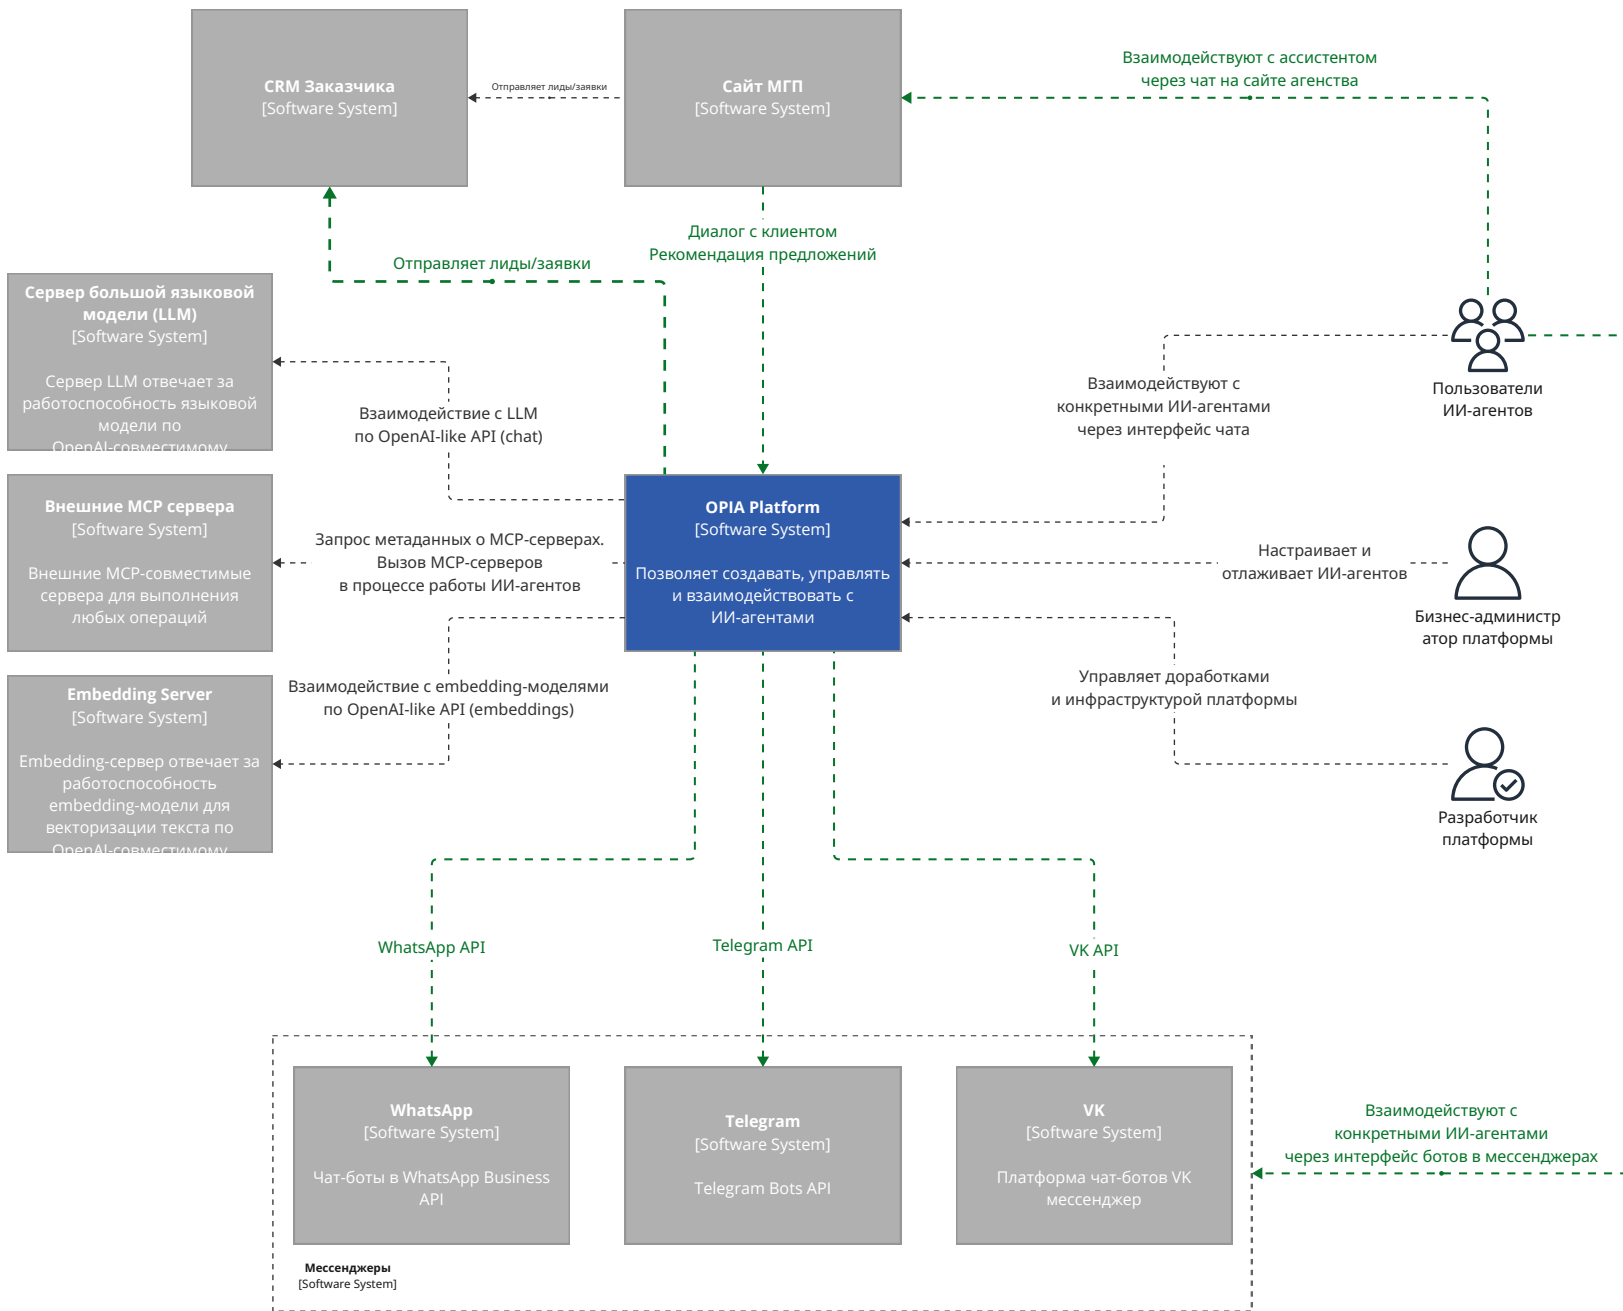 CRM Заказчика
[Software System]
Отправляет лиды/заявки
Сайт МГП
[Software System]
Взаимодействуют с ассистентом
через чат на сайте агенства
Диалог с клиентом
Рекомендация предложений
Отправляет лиды/заявки
Сервер большой языковой
модели (LLM)
[Software System]
Сервер LLM отвечает за
работоспособность языковой
модели по
OpenAI-совместимому
Взаимодействие с LLM
по OpenAI-like API (chat)
Взаимодействуют с
конкретными ИИ-агентами
через интерфейс чата
Пользователи
ИИ-агентов
Внешние MCP сервера
[Software System]
Внешние MCP-совместимые
сервера для выполнения
любых операций
Запрос метаданных о MCP-серверах.
Вызов MCP-серверов
в процессе работы ИИ-агентов
OPIA Platform
[Software System]
Позволяет создавать, управлять
и взаимодействовать с
ИИ-агентами
Настраивает и
отлаживает ИИ-агентов
Бизнес-администр
атор платформы
Embedding Server
[Software System]
Embedding-сервер отвечает за
работоспособность
embedding-модели для
векторизации текста по
OpenAI-совместимому
Взаимодействие с embedding-моделями
по OpenAI-like API (embeddings)
Управляет доработками
и инфраструктурой платформы
Разработчик
платформы
WhatsApp API
Telegram API
VK API
WhatsApp
[Software System]
Чат-боты в WhatsApp Business
API
Telegram
[Software System]
Telegram Bots API
VK
[Software System]
Платформа чат-ботов VK
мессенджер
Взаимодействуют с
конкретными ИИ-агентами
через интерфейс ботов в мессенджерах
Мессенджеры
[Software System]